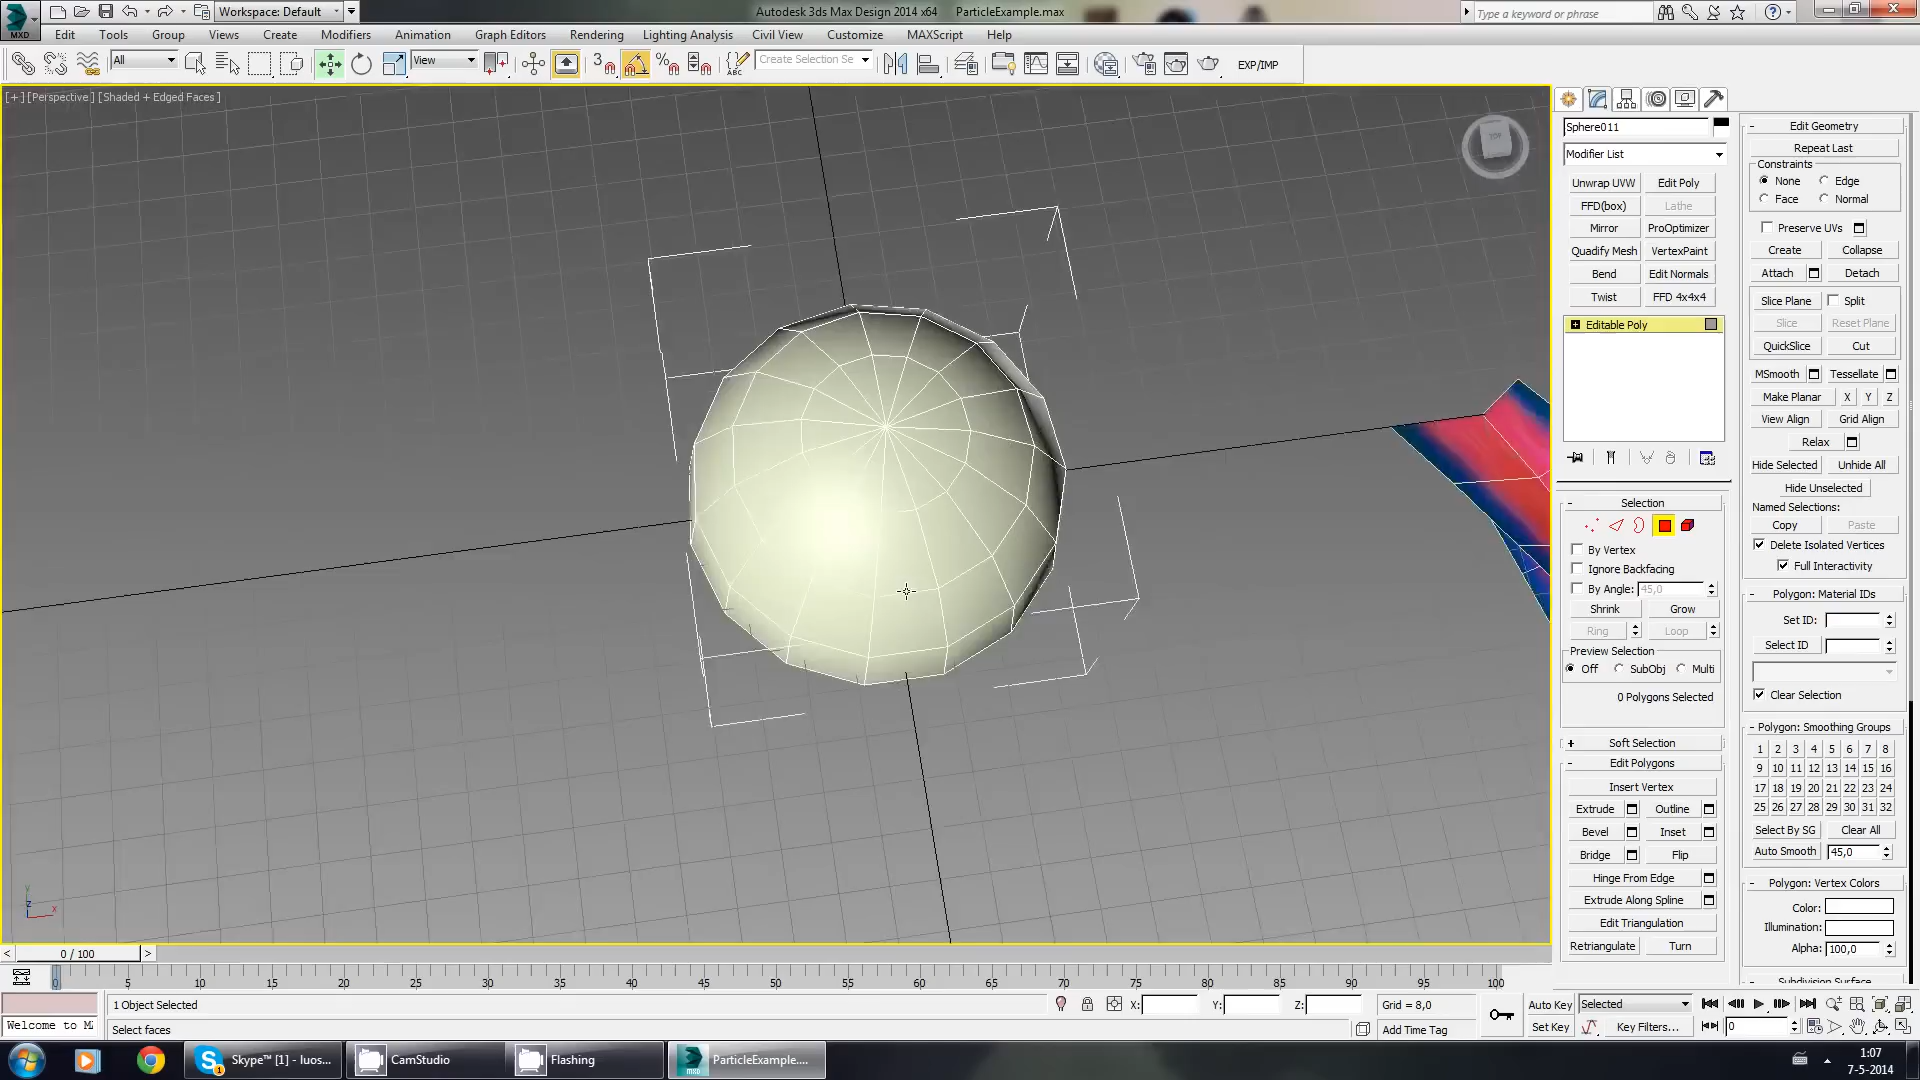 Workspace: Default
Autodesk 3ds Max Design 2014 x64 ParticleExample.max
Type a keyword or phrase
MXD
Edit Tools Group Views Create Modifiers Animation Graph Editors Rendering Lighting Analysis Civil View Customize MAXScript Help
All View 3 Create Selection Se EXP/IMP
[+] [Perspective] [Shaded + Edged Faces]
TOP
Sphere011
Modifier List
Unwrap UVW Edit Poly
FFD(box) Lathe
Mirror ProOptimizer
Quadify Mesh VertexPaint
Bend Edit Normals
Twist FFD 4x4x4
Editable Poly
Selection
By Vertex
Ignore Backfacing
By Angle: 45,0
Shrink Grow
Ring Loop
Preview Selection
Off SubObj Multi
0 Polygons Selected
Soft Selection
Edit Polygons
Insert Vertex
Extrude Outline
Bevel Inset
Bridge Flip
Hinge From Edge
Extrude Along Spline
Edit Triangulation
Retriangulate Turn
Edit Geometry
Repeat Last
Constraints
None Edge
Face Normal
Preserve UVs
Create Collapse
Attach Detach
Slice Plane Split
Slice Reset Plane
QuickSlice Cut
MSmooth Tessellate
Make Planar X Y Z
View Align Grid Align
Relax
Hide Selected Unhide All
Hide Unselected
Named Selections:
Copy Paste
Delete Isolated Vertices
Full Interactivity
Polygon: Material IDs
Set ID:
Select ID
Clear Selection
Polygon: Smoothing Groups
1 2 3 4 5 6 7 8
9 10 11 12 13 14 15 16
17 18 19 20 21 22 23 24
25 26 27 28 29 30 31 32
Select By SG Clear All
Auto Smooth 45,0
Polygon: Vertex Colors
Color:
Illumination:
Alpha: 100,0
Subdivision Surface
y
z x
< 0 / 100 >
0 5 10 15 20 25 30 35 40 45 50 55 60 65 70 75 80 85 90 95 100
1 Object Selected X: Y: Z: Grid = 8,0 Auto Key Selected
Welcome to M Select faces Add Time Tag Set Key Key Filters... 0
Skype™ [1] - luos... CamStudio Flashing ParticleExample....
1:07
7-5-2014